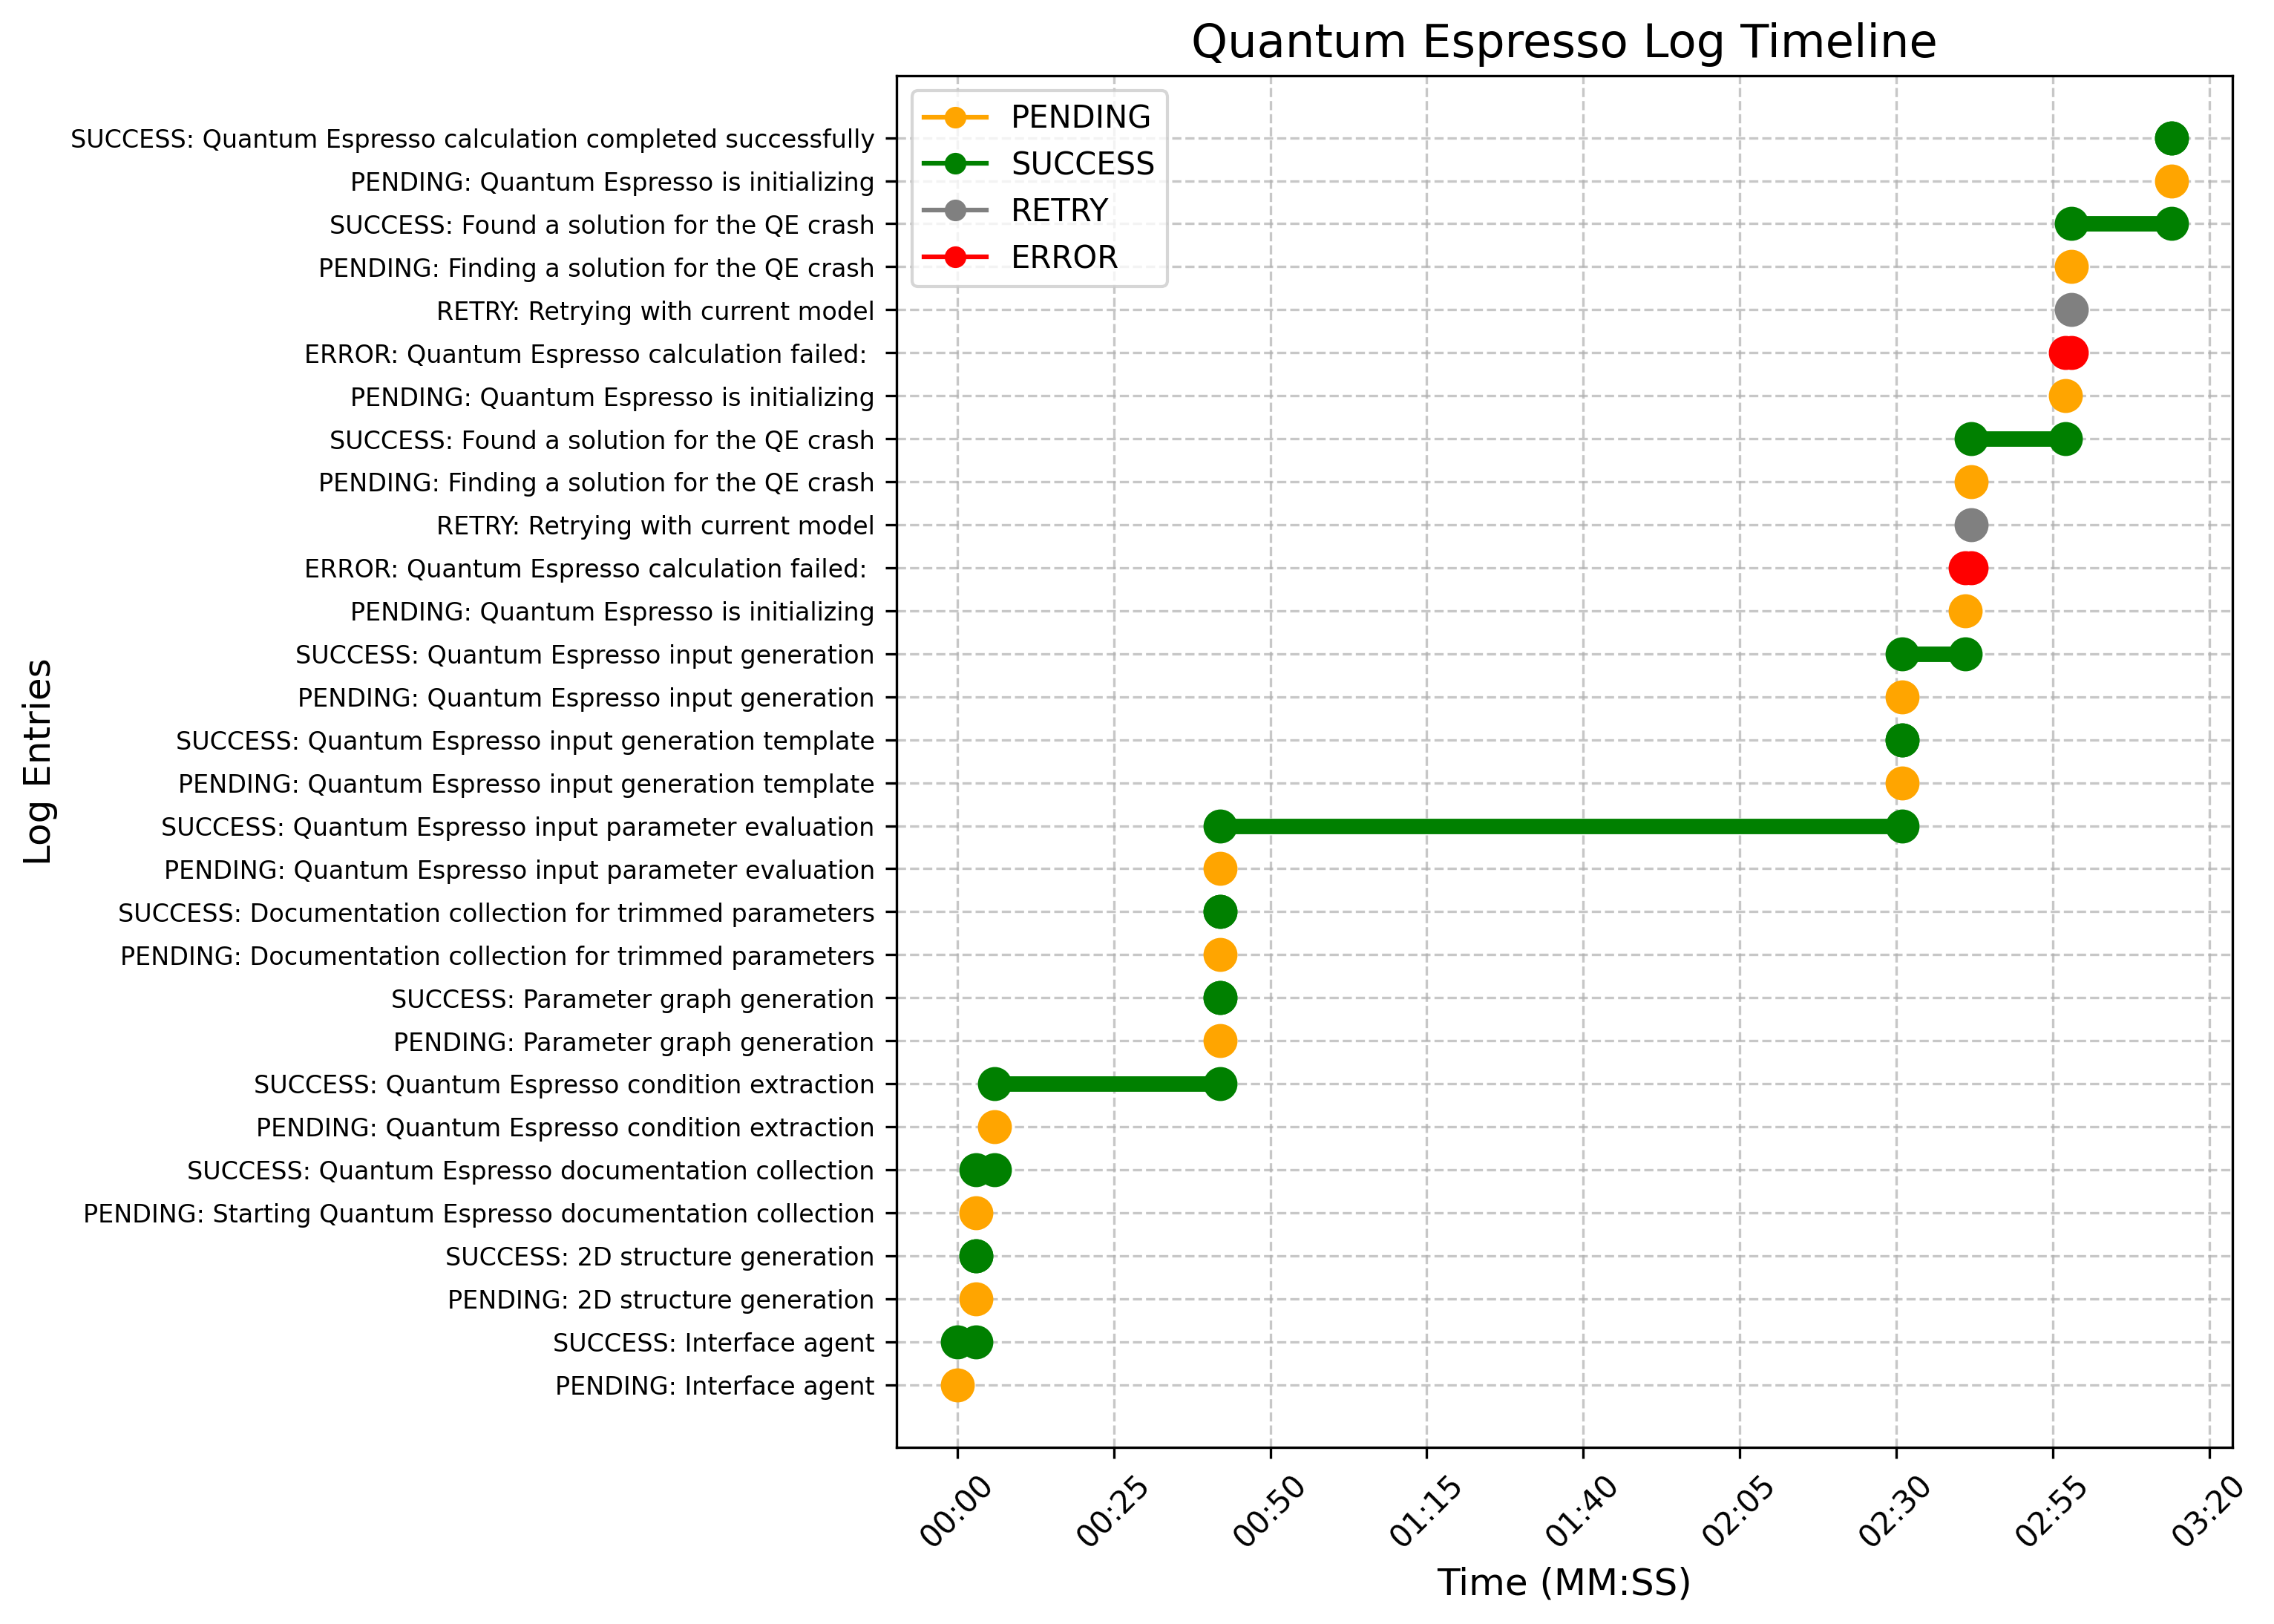 Quantum Espresso Log Timeline
PENDING
SUCCESS
RETRY
ERROR
SUCCESS: Quantum Espresso calculation completed successfully
PENDING: Quantum Espresso is initializing
SUCCESS: Found a solution for the QE crash
PENDING: Finding a solution for the QE crash
RETRY: Retrying with current model
ERROR: Quantum Espresso calculation failed:
PENDING: Quantum Espresso is initializing
SUCCESS: Found a solution for the QE crash
PENDING: Finding a solution for the QE crash
RETRY: Retrying with current model
ERROR: Quantum Espresso calculation failed:
PENDING: Quantum Espresso is initializing
SUCCESS: Quantum Espresso input generation
PENDING: Quantum Espresso input generation
SUCCESS: Quantum Espresso input generation template
PENDING: Quantum Espresso input generation template
SUCCESS: Quantum Espresso input parameter evaluation
PENDING: Quantum Espresso input parameter evaluation
SUCCESS: Documentation collection for trimmed parameters
PENDING: Documentation collection for trimmed parameters
SUCCESS: Parameter graph generation
PENDING: Parameter graph generation
SUCCESS: Quantum Espresso condition extraction
PENDING: Quantum Espresso condition extraction
SUCCESS: Quantum Espresso documentation collection
PENDING: Starting Quantum Espresso documentation collection
SUCCESS: 2D structure generation
PENDING: 2D structure generation
SUCCESS: Interface agent
PENDING: Interface agent
Log Entries
00:00
00:25
00:50
01:15
01:40
02:05
02:30
02:55
03:20
Time (MM:SS)